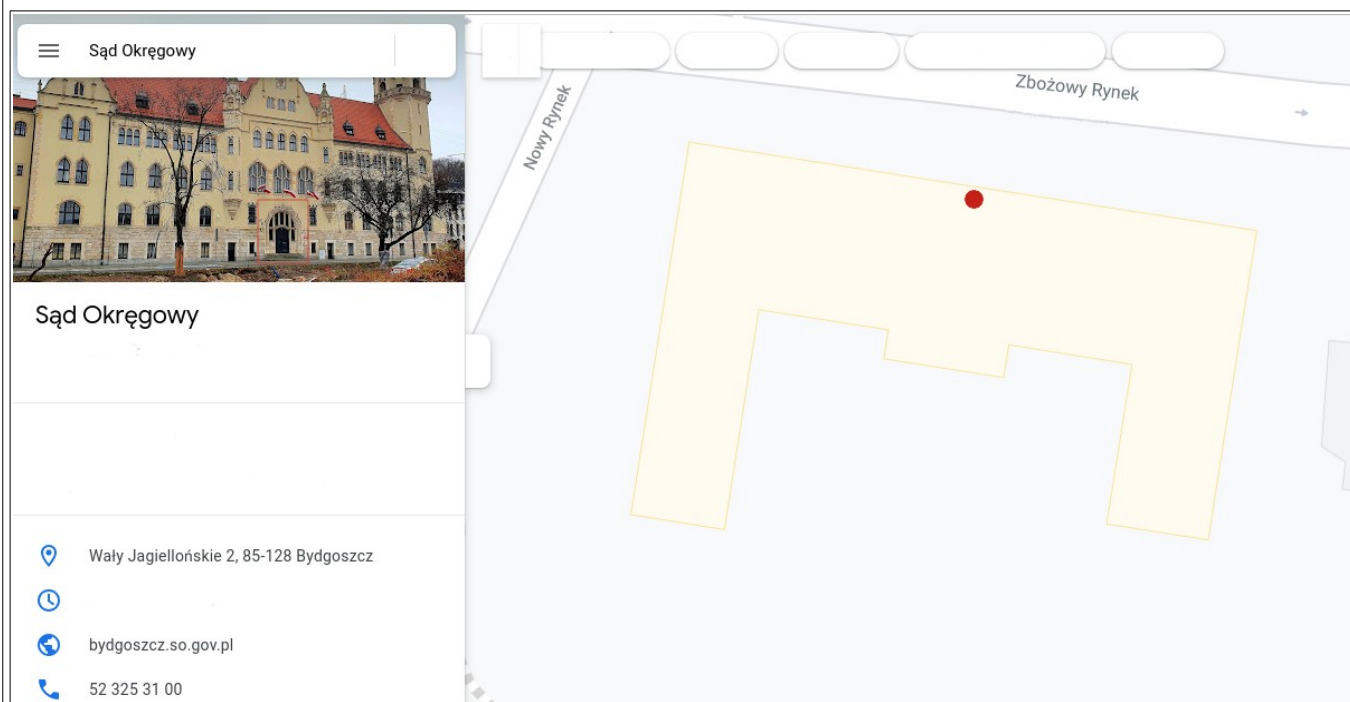 Sąd Okręgowy
Zbożowy Rynek
Nowy Rynek
Sąd Okręgowy
Wały Jagiellońskie 2, 85-128 Bydgoszcz
bydgoszcz.so.gov.pl
52 325 31 00